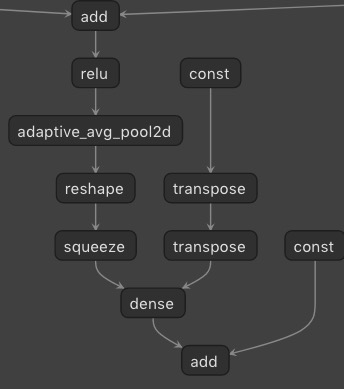 add
relu
const
adaptive_avg_pool2d
reshape
transpose
squeeze
transpose
const
dense
add